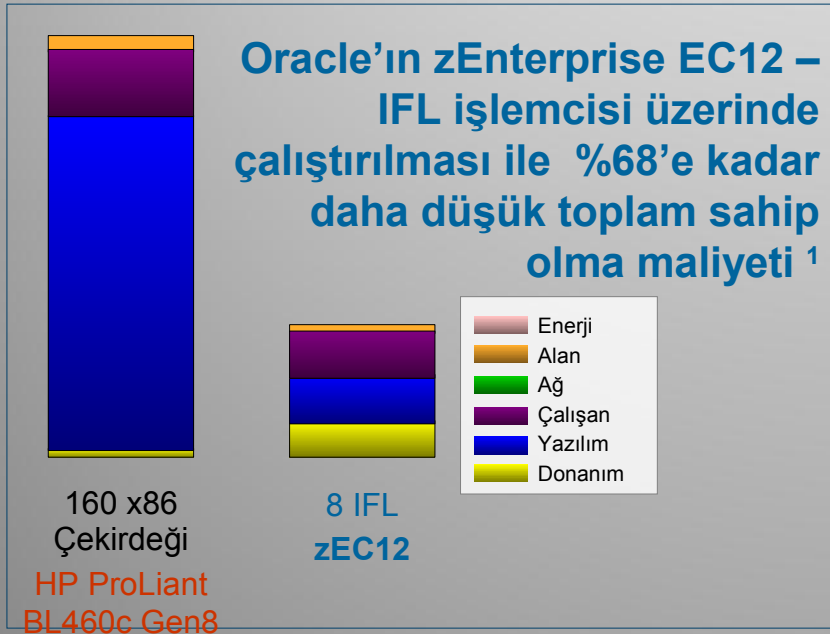 Oracle’ın zEnterprise EC12 –
IFL işlemcisi üzerinde
çalıştırılması ile %68’e kadar
daha düşük toplam sahip
olma maliyeti ¹
Enerji
Alan
Ağ
Çalışan
Yazılım
Donanım
160 x86
Çekirdeği
HP ProLiant
BL460c Gen8
8 IFL
zEC12